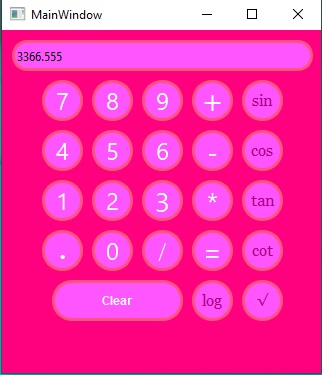 MainWindow
3366.555
7 8 9 + sin
4 5 6 - cos
1 2 3 * tan
. 0 / = cot
Clear log √